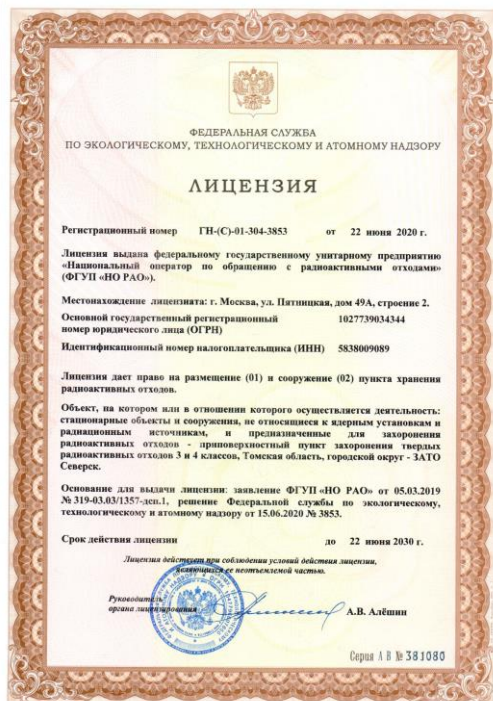 ФЕДЕРАЛЬНАЯ СЛУЖБА
ПО ЭКОЛОГИЧЕСКОМУ, ТЕХНОЛОГИЧЕСКОМУ И АТОМНОМУ НАДЗОРУ
ЛИЦЕНЗИЯ
Регистрационный номер ГН-(С)-01-304-3853 от 22 июня 2020 г.
Лицензия выдана федеральному государственному унитарному предприятию
«Национальный оператор по обращению с радиоактивными отходами»
(ФГУП «НО РАО»).
Местонахождение лицензиата: г. Москва, ул. Пятницкая, дом 49А, строение 2.
Основной государственный регистрационный 1027739034344
номер юридического лица (ОГРН)
Идентификационный номер налогоплательщика (ИНН) 5838009089
Лицензия дает право на размещение (01) и сооружение (02) пункта хранения
радиоактивных отходов.
Объект, на котором или в отношении которого осуществляется деятельность:
стационарные объекты и сооружения, не относящиеся к ядерным установкам и
радиационным источникам, и предназначенные для захоронения
радиоактивных отходов - приповерхностный пункт захоронения твердых
радиоактивных отходов 3 и 4 классов, Томская область, городской округ - ЗАТО
Северск.
Основание для выдачи лицензии: заявление ФГУП «НО РАО» от 05.03.2019
№ 319-03.03/1357-дсп.1, решение Федеральной службы по экологическому,
технологическому и атомному надзору от 15.06.2020 № 3853.
Срок действия лицензии до 22 июня 2030 г.
Лицензия действует при соблюдении условий действия лицензии,
являющихся ее неотъемлемой частью.
Руководитель
органа лицензирования А.В. Алёшин
Серия А В № 381080